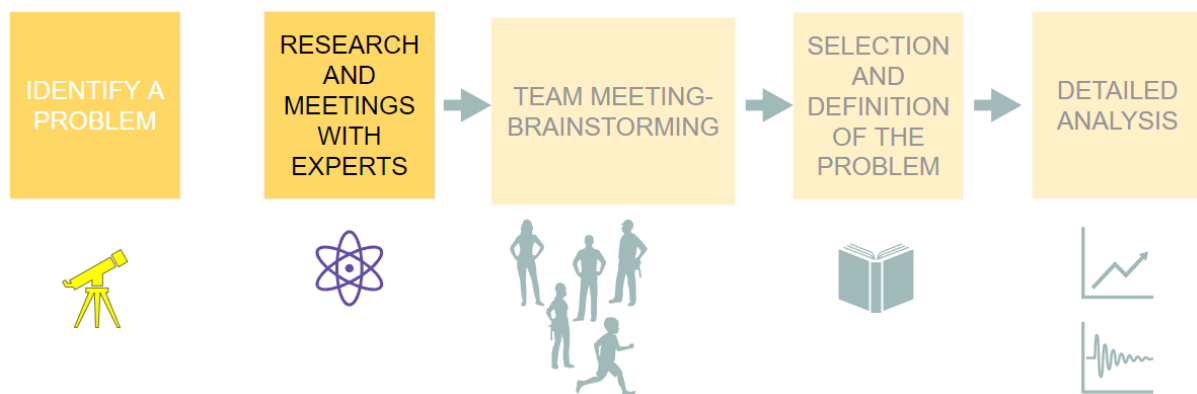 IDENTIFY A
PROBLEM
RESEARCH
AND
MEETINGS
WITH
EXPERTS
TEAM MEETING-
BRAINSTORMING
SELECTION
AND
DEFINITION
OF THE
PROBLEM
DETAILED
ANALYSIS